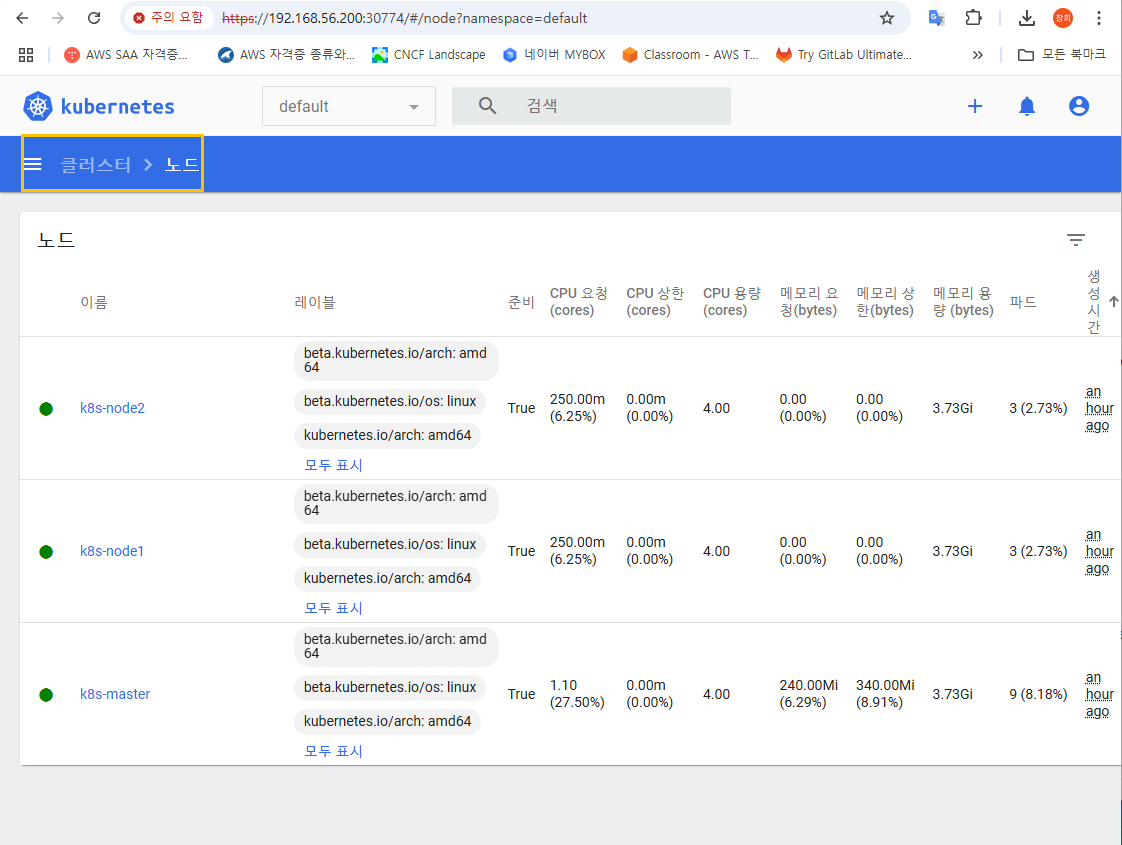 주의 요함 https://192.168.56.200:30774/#/node?namespace=default 창희
AWS SAA 자격증... AWS 자격증 종류와... CNCF Landscape 네이버 MYBOX Classroom - AWS T... Try GitLab Ultimate... » 모든 북마크
kubernetes default 검색
클러스터 > 노드
노드
이름 레이블 준비 CPU 요청 (cores) CPU 상한 (cores) CPU 용량 (cores) 메모리 요청(bytes) 메모리 상한(bytes) 메모리 용량 (bytes) 파드 생성 시간
beta.kubernetes.io/arch: amd
64
beta.kubernetes.io/os: linux
k8s-node2 True 250.00m (6.25%) 0.00m (0.00%) 4.00 0.00 (0.00%) 0.00 (0.00%) 3.73Gi 3 (2.73%) an hour ago
kubernetes.io/arch: amd64
모두 표시
beta.kubernetes.io/arch: amd
64
beta.kubernetes.io/os: linux
k8s-node1 True 250.00m (6.25%) 0.00m (0.00%) 4.00 0.00 (0.00%) 0.00 (0.00%) 3.73Gi 3 (2.73%) an hour ago
kubernetes.io/arch: amd64
모두 표시
beta.kubernetes.io/arch: amd
64
beta.kubernetes.io/os: linux
k8s-master True 1.10 (27.50%) 0.00m (0.00%) 4.00 240.00Mi (6.29%) 340.00Mi (8.91%) 3.73Gi 9 (8.18%) an hour ago
kubernetes.io/arch: amd64
모두 표시